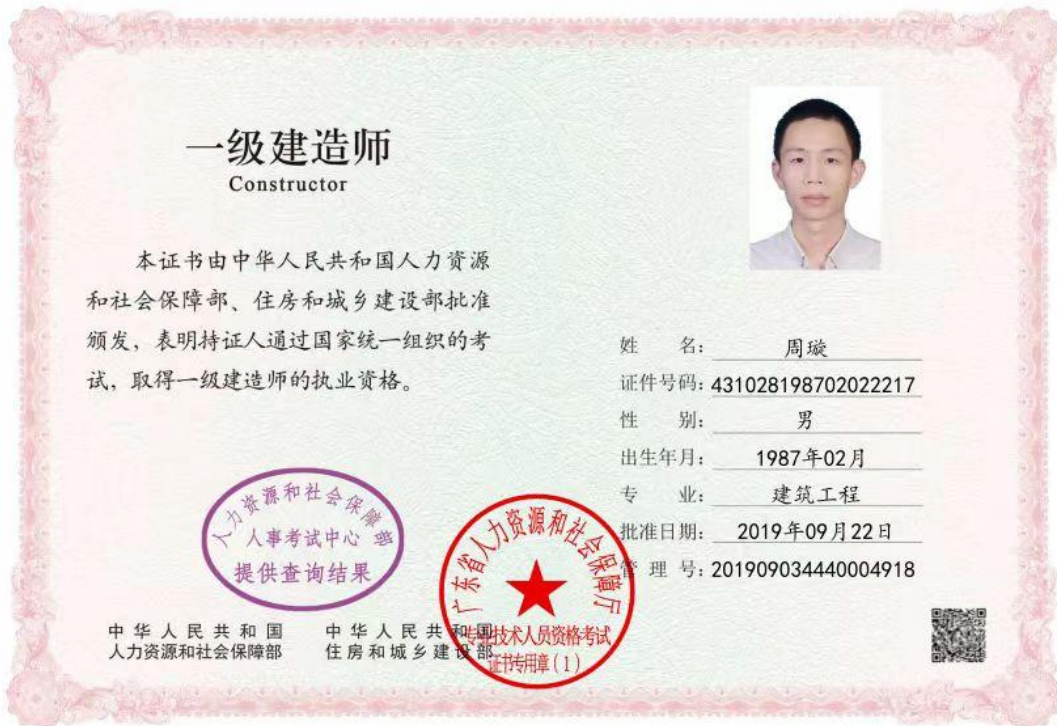 一级建造师
Constructor
本证书由中华人民共和国人力资源
和社会保障部、住房和城乡建设部批准
颁发，表明持证人通过国家统一组织的考
试，取得一级建造师的执业资格。
姓 名： 周璇
证件号码：431028198702022217
性 别： 男
出生年月： 1987年02月
专 业： 建筑工程
批准日期： 2019年09月22日
管 理 号：201909034440004918
人力资源和社会保障部
人事考试中心
提供查询结果
广东省人力资源和社会保障厅
专业技术人员资格考试
证书专用章（1）
中华人民共和国
人力资源和社会保障部
中华人民共和国
住房和城乡建设部